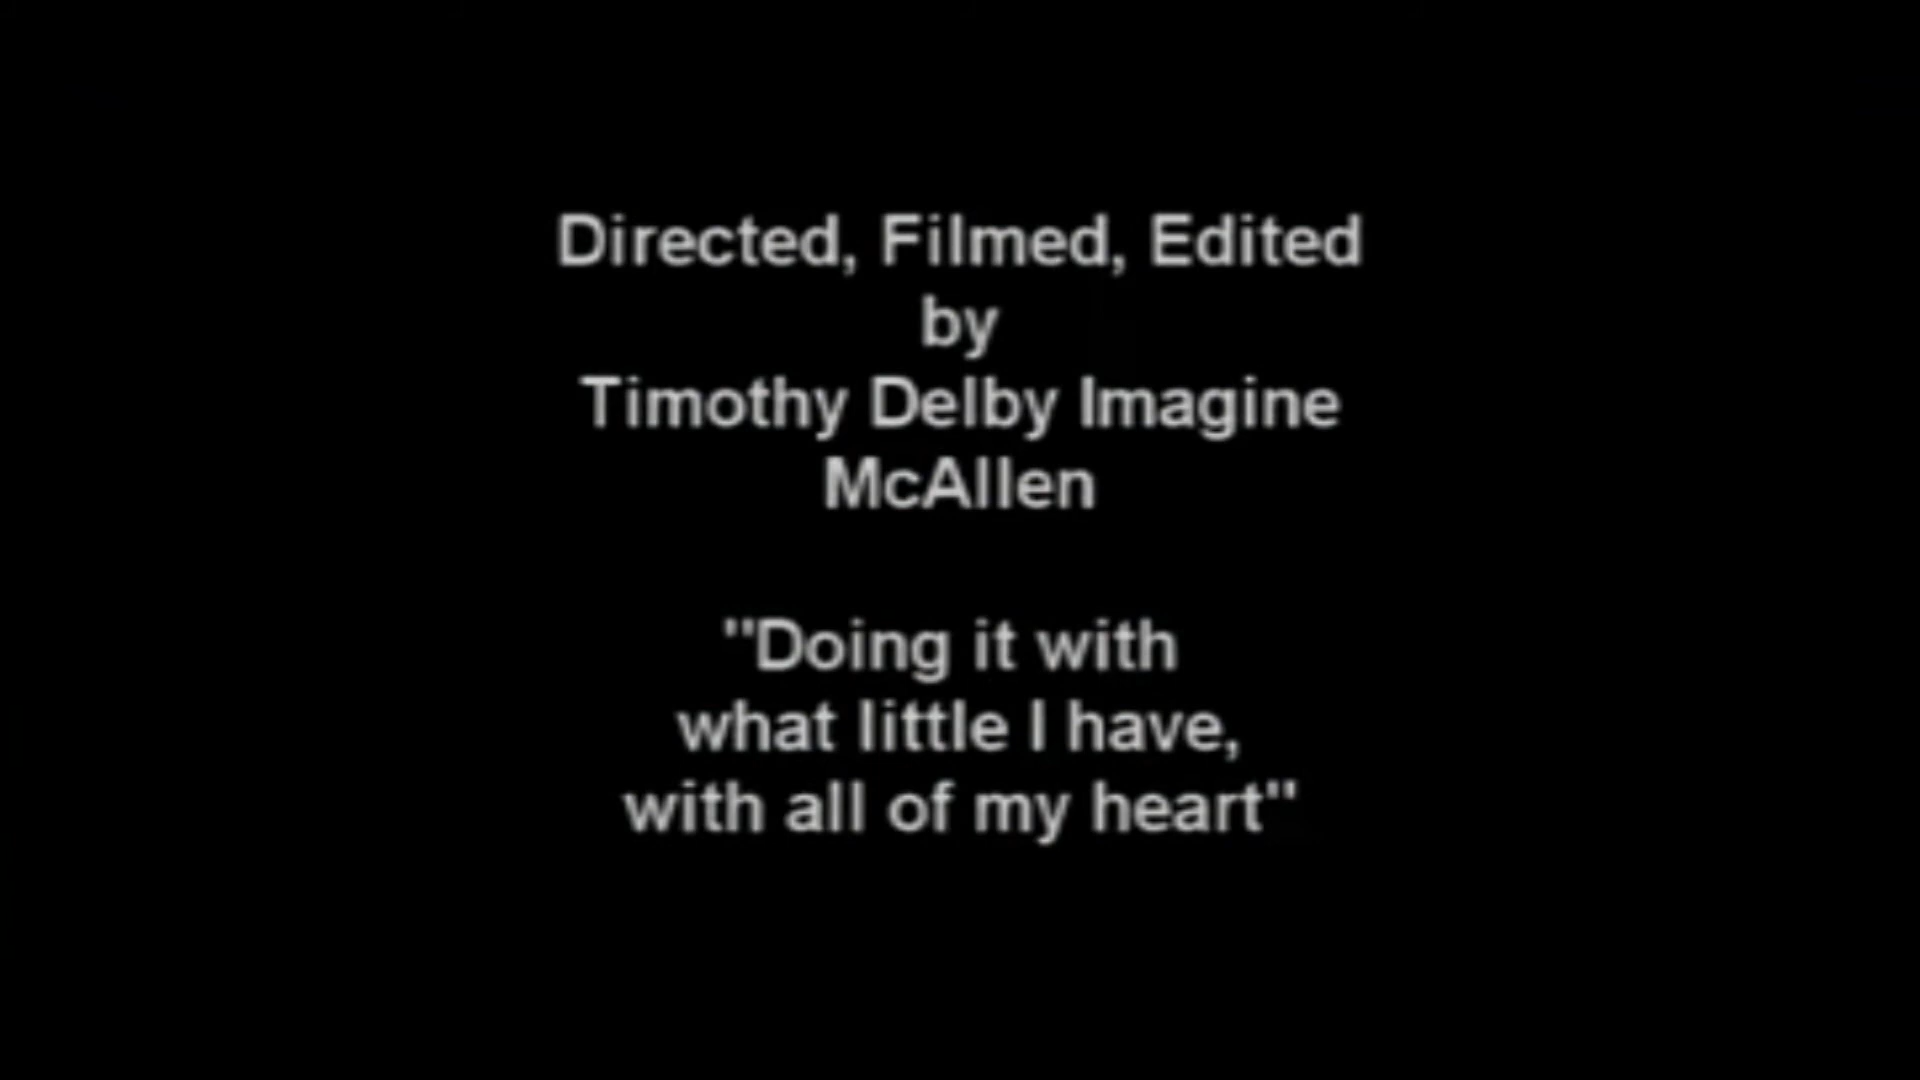 Directed, Filmed, Edited
by
Timothy Delby Imagine
McAllen
"Doing it with
what little I have,
with all of my heart"